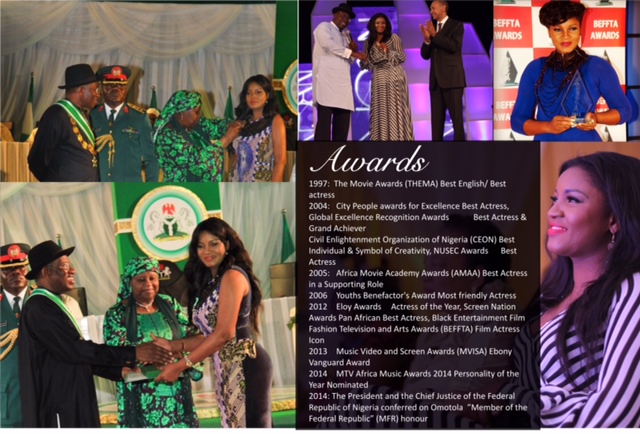 BEFFTA
AWARDS
BEFFTA
AWARDS
BEFFTA
AWARDS
Awards
1997: The Movie Awards (THEMA) Best English/ Best
actress
2004: City People awards for Excellence Best Actress,
Global Excellence Recognition Awards Best Actress &
Grand Achiever
Civil Enlightenment Organization of Nigeria (CEON) Best
Individual & Symbol of Creativity, NUSEC Awards Best
Actress
2005: Africa Movie Academy Awards (AMAA) Best Actress
in a Supporting Role
2006 Youths Benefactor's Award Most friendly Actress
2012 Eloy Awards Actress of the Year, Screen Nation
Awards Pan African Best Actress, Black Entertainment Film
Fashion Television and Arts Awards (BEFFTA) Film Actress
Icon
2013 Music Video and Screen Awards (MVISA) Ebony
Vanguard Award
2014 MTV Africa Music Awards 2014 Personality of the
Year Nominated
2014: The President and the Chief Justice of the Federal
Republic of Nigeria conferred on Omotola "Member of the
Federal Republic" (MFR) honour